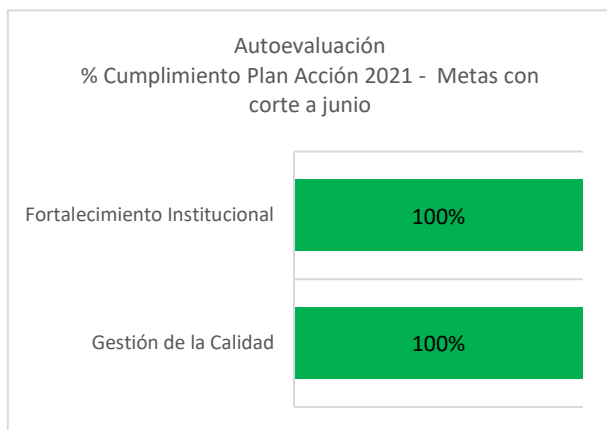 Autoevaluación
% Cumplimiento Plan Acción 2021 - Metas con
corte a junio
Fortalecimiento Institucional
100%
Gestión de la Calidad
100%